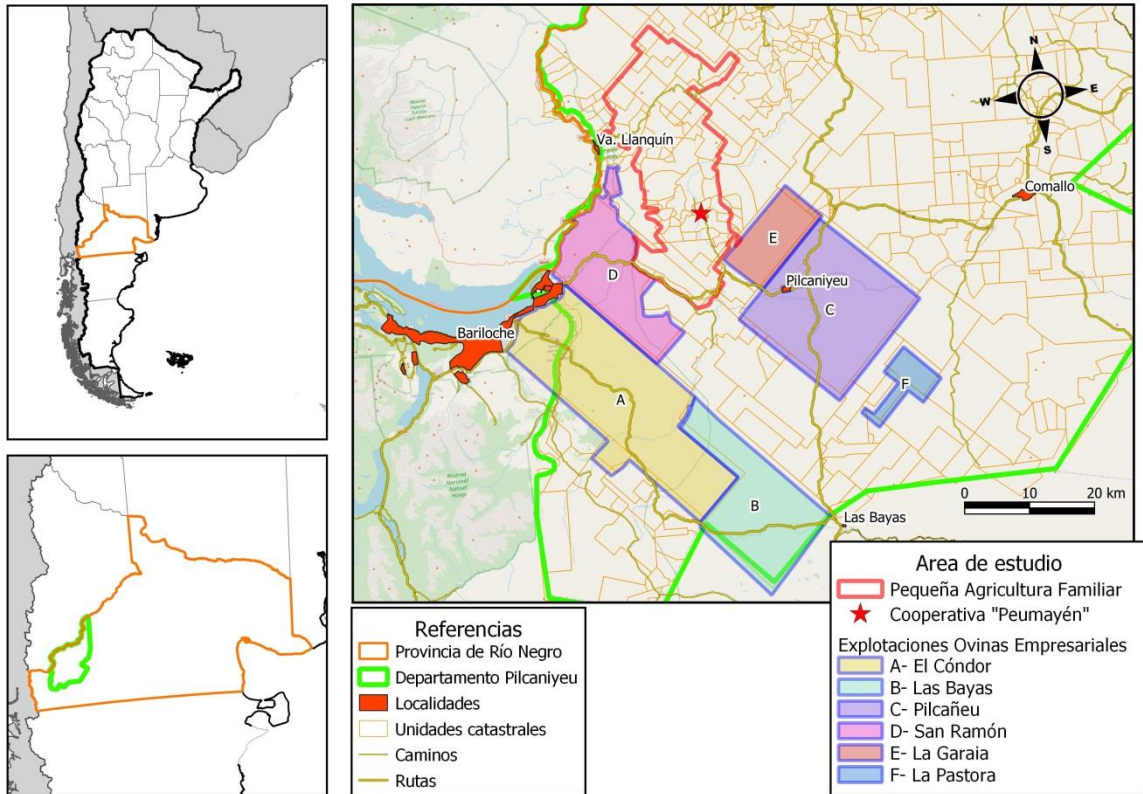 N
W
E
S
Va. Llanquín
Comallo
E
D
Pilcaniyeu
C
Bariloche
F
A
B
Las Bayas
0 10 20 km
Referencias
Provincia de Río Negro
Departamento Pilcaniyeu
Localidades
Unidades catastrales
Caminos
Rutas
Area de estudio
Pequeña Agricultura Familiar
Cooperativa "Peumayén"
Explotaciones Ovinas Empresariales
A- El Cóndor
B- Las Bayas
C- Pilcañeu
D- San Ramón
E- La Garaia
F- La Pastora